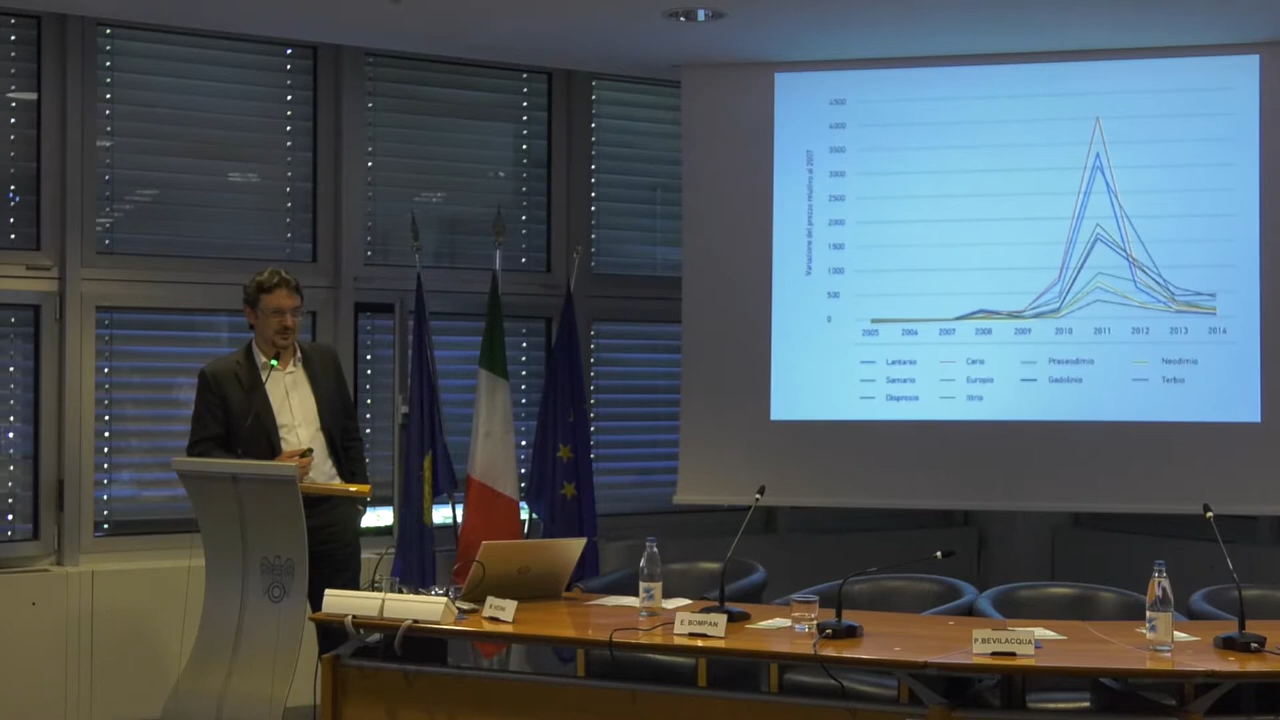 4500
4000
3500
3000
2500
2000
1500
1000
500
0
Variazione del prezzo relativo al 2007
2005 2006 2007 2008 2009 2010 2011 2012 2013 2014
Lantanio Cerio Praseodimio Neodimio
Samario Europio Gadolinio Terbio
Disprosio Ittrio
E. BOMPAN
P. BEVILACQUA